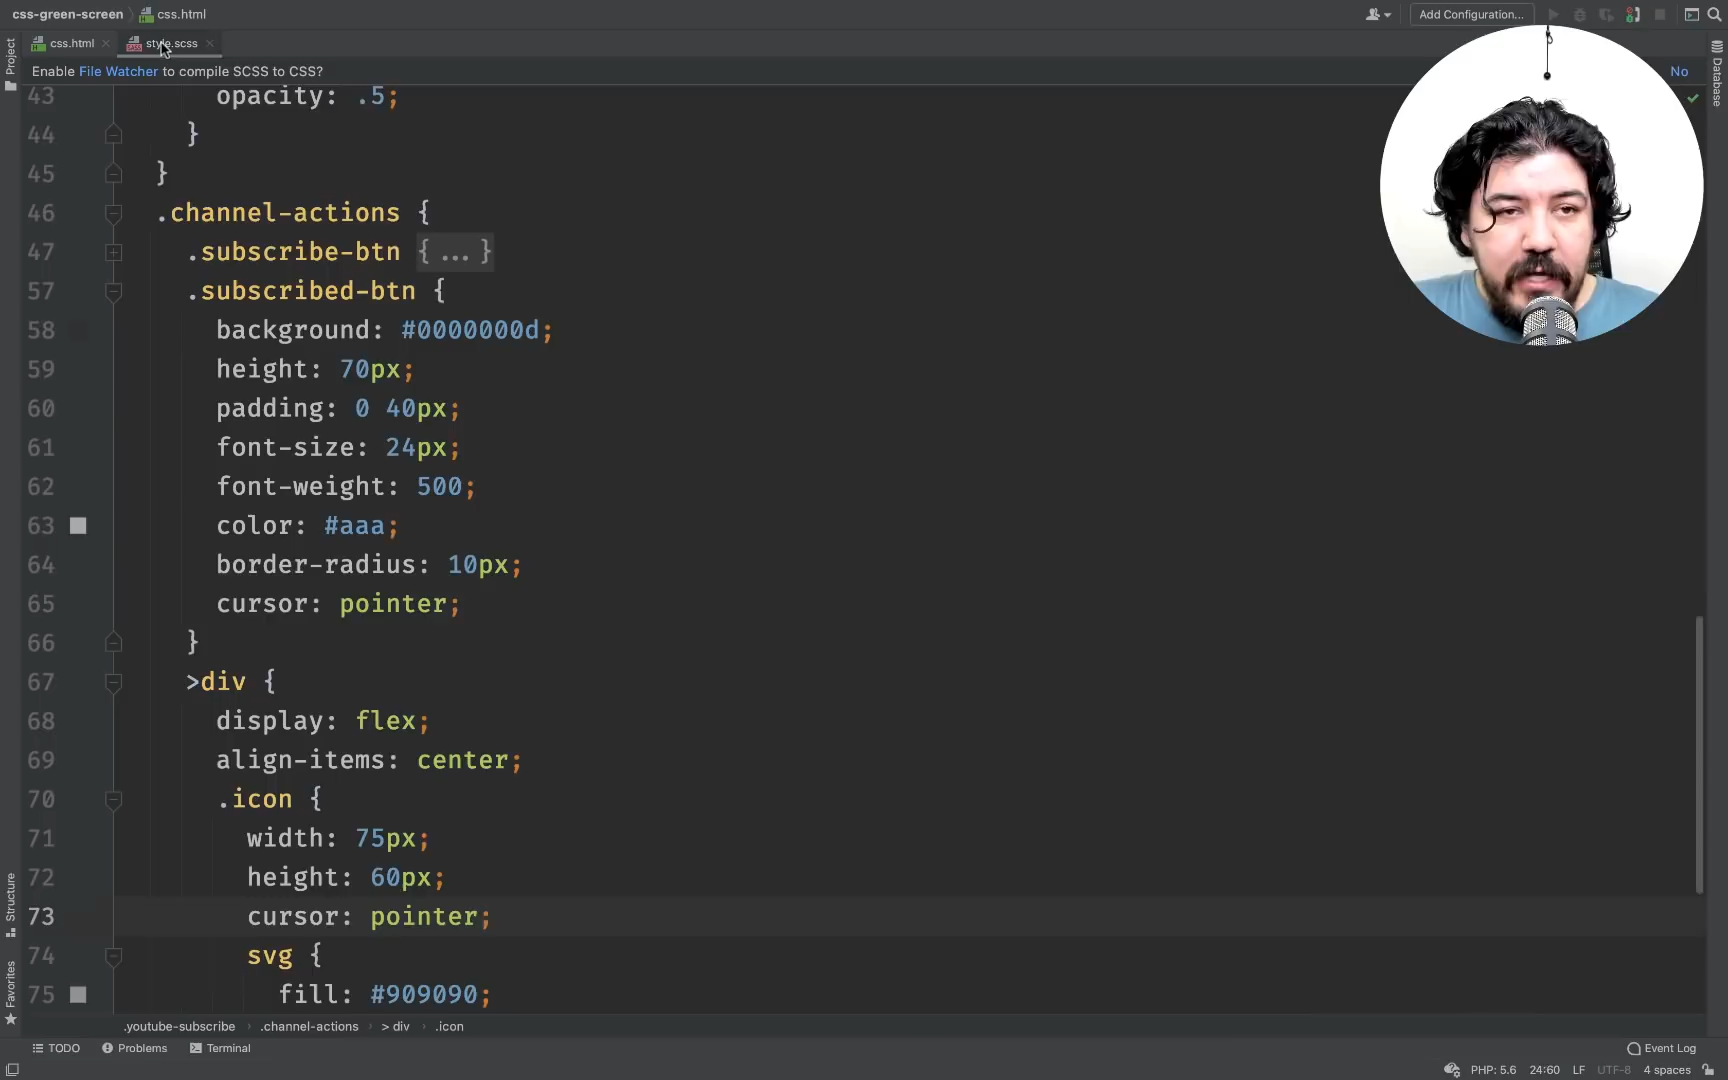 css-green-screen css.html
Add Configuration...
css.html style.scss
Enable File Watcher to compile SCSS to CSS? No
Project
Database
43 opacity: .5;
44 }
45 }
46 .channel-actions {
47 .subscribe-btn {...}
57 .subscribed-btn {
58 background: #0000000d;
59 height: 70px;
60 padding: 0 40px;
61 font-size: 24px;
62 font-weight: 500;
63 color: #aaa;
64 border-radius: 10px;
65 cursor: pointer;
66 }
67 >div {
68 display: flex;
69 align-items: center;
70 .icon {
71 width: 75px;
72 height: 60px;
73 cursor: pointer;
74 svg {
75 fill: #909090;
Structure
Favorites
.youtube-subscribe .channel-actions > div .icon
TODO Problems Terminal Event Log
PHP: 5.6 24:60 LF UTF-8 4 spaces